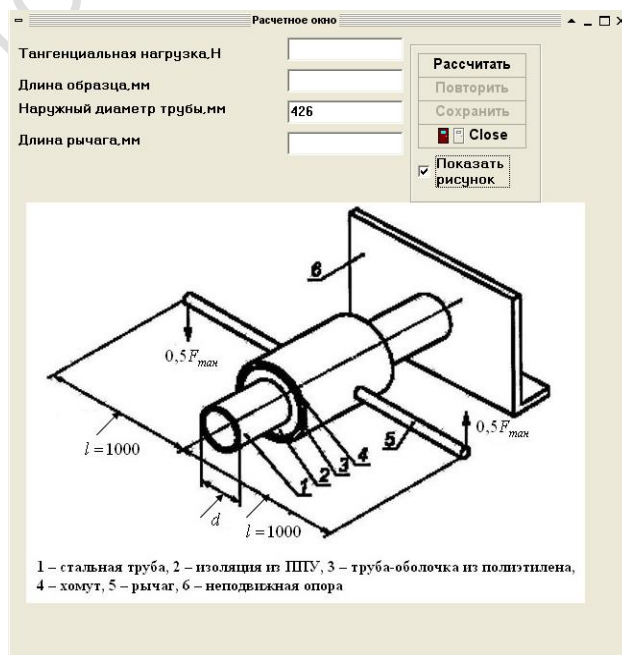 Расчетное окно
Тангенциальная нагрузка,Н
Длина образца,мм
Наружный диаметр трубы,мм
426
Длина рычага,мм
Рассчитать
Повторить
Сохранить
Close
Показать
рисунок
6
0,5Fтан
0,5Fтан
l=1000
1
2
3
4
5
d
l=1000
1 – стальная труба, 2 – изоляция из ППУ, 3 – труба-оболочка из полиэтилена,
4 – хомут, 5 – рычаг, 6 – неподвижная опора